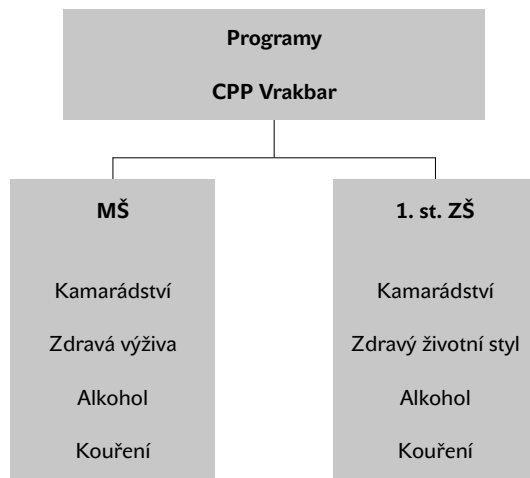 Programy
CPP Vrakbar
MŠ
Kamarádství
Zdravá výživa
Alkohol
Kouření
1. st. ZŠ
Kamarádství
Zdravý životní styl
Alkohol
Kouření